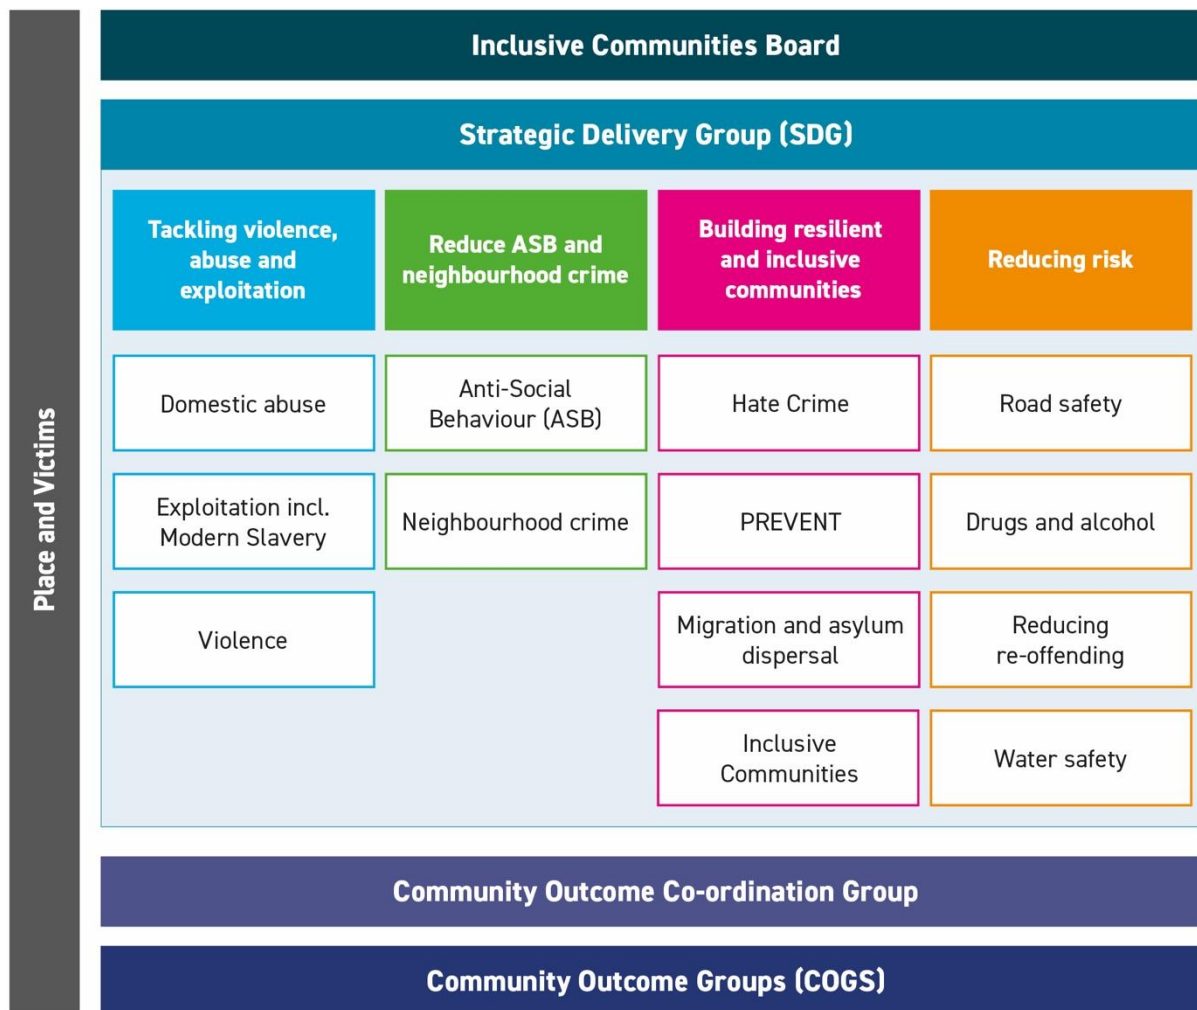 Place and Victims
Inclusive Communities Board
Strategic Delivery Group (SDG)
Tackling violence,
abuse and
exploitation
Domestic abuse
Exploitation incl.
Modern Slavery
Violence
Reduce ASB and
neighbourhood crime
Anti-Social
Behaviour (ASB)
Neighbourhood crime
Building resilient
and inclusive
communities
Hate Crime
PREVENT
Migration and asylum
dispersal
Inclusive
Communities
Reducing risk
Road safety
Drugs and alcohol
Reducing
re-offending
Water safety
Community Outcome Co-ordination Group
Community Outcome Groups (COGS)